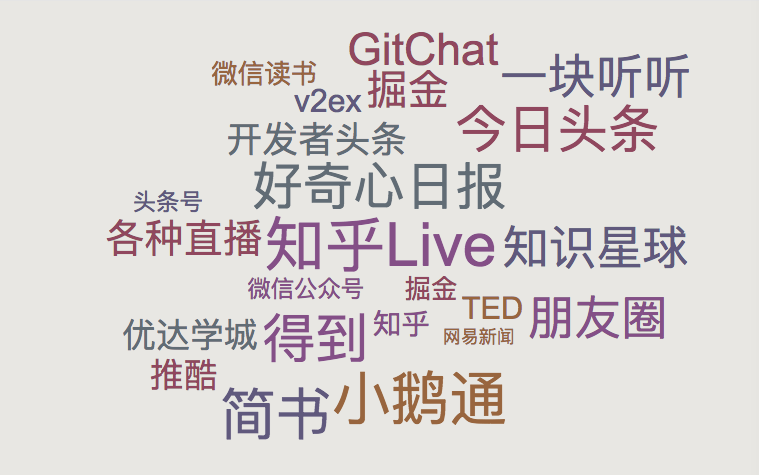 GitChat
微信读书
一块听听
v2ex
掘金
今日头条
开发者头条
好奇心日报
头条号
各种直播
知乎Live
知识星球
微信公众号
掘金
TED
朋友圈
优达学城
得到
知乎
网易新闻
推酷
简书
小鹅通